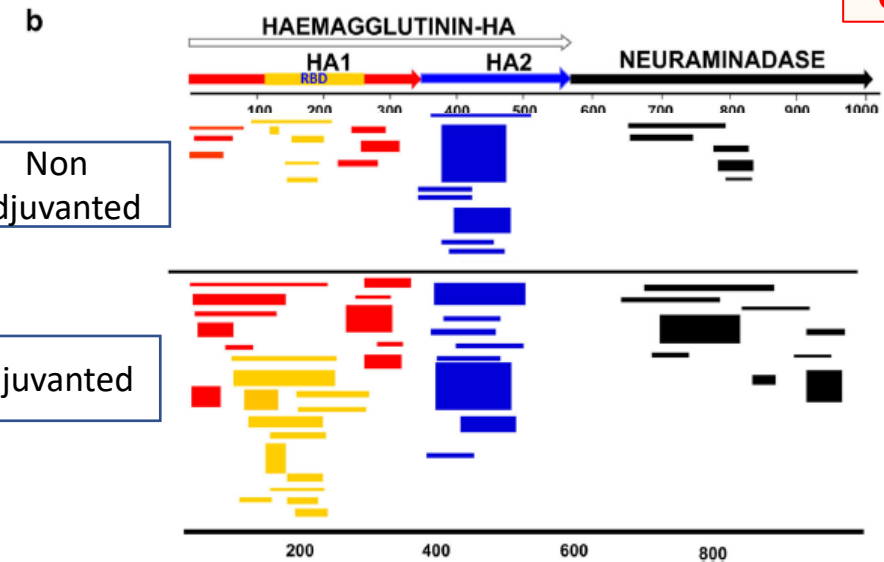 b
HAEMAGGLUTININ-HA
HA1
HA2
NEURAMINADASE
RBD
100 200 300 400 500 600 700 800 900 1000
Non
djuvanted
juvanted
200 400 600 800